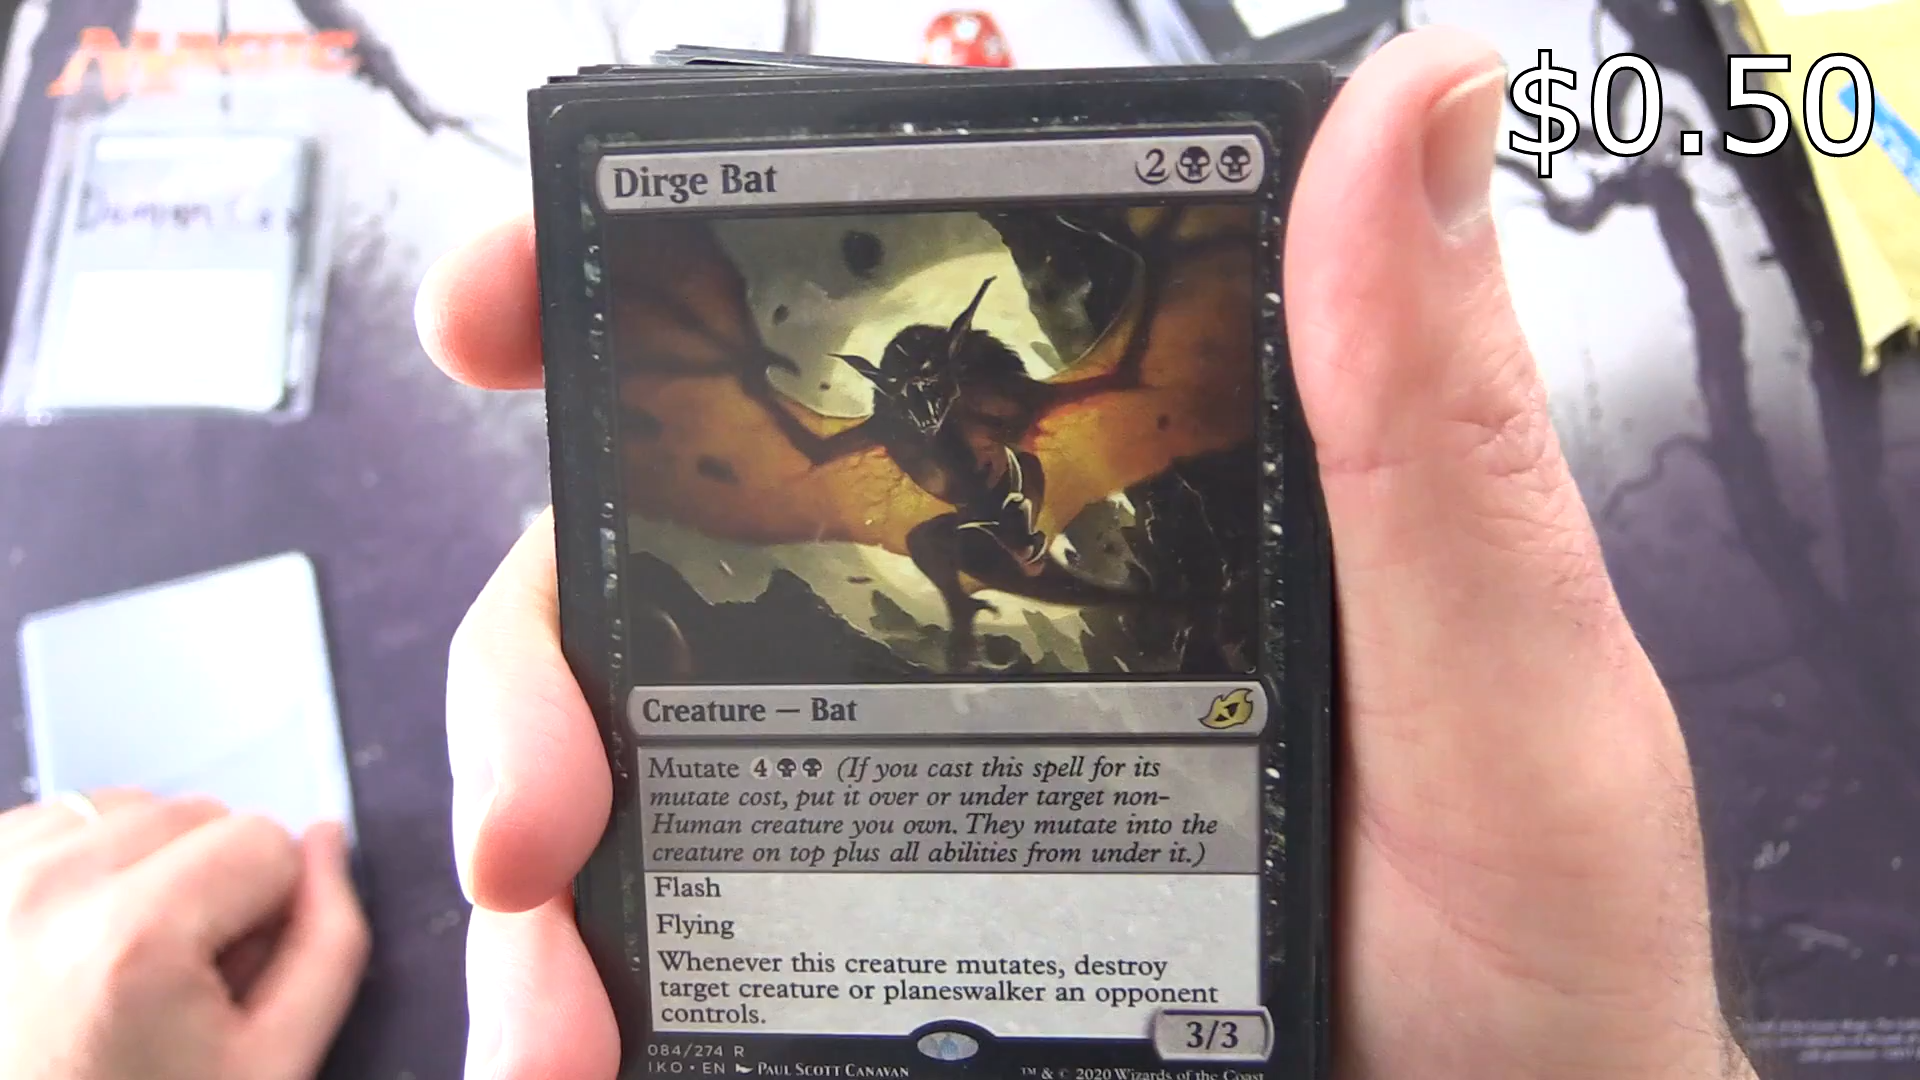 MAGIC
$0.50
Dirge Bat
2
Creature — Bat
Mutate 4 (If you cast this spell for its
mutate cost, put it over or under target non-
Human creature you own. They mutate into the
creature on top plus all abilities from under it.)
Flash
Flying
Whenever this creature mutates, destroy
target creature or planeswalker an opponent
controls.
3/3
084/274 R
IKO • EN PAUL SCOTT CANAVAN
™ & © 2020 Wizards of the Coast